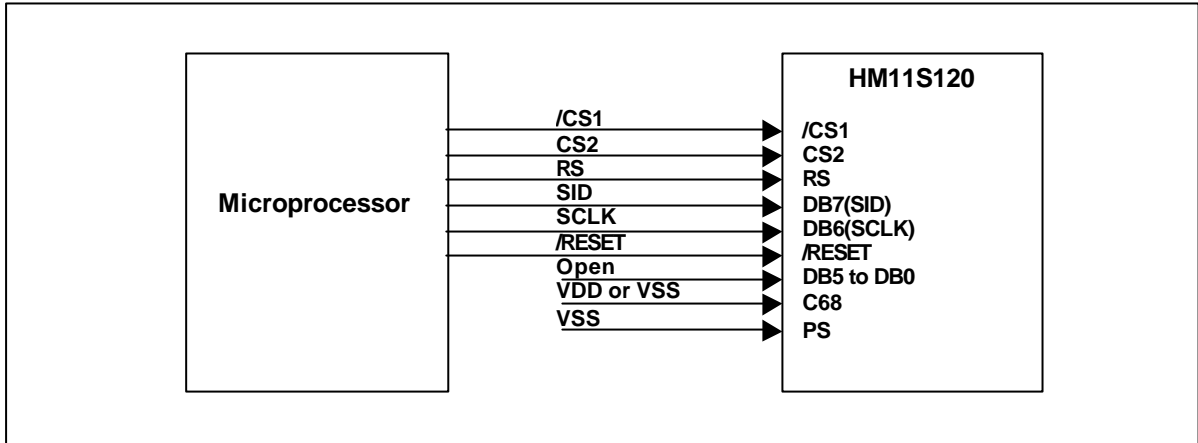 Microprocessor
/CS1
CS2
RS
SID
SCLK
/RESET
Open
VDD or VSS
VSS
HM11S120
/CS1
CS2
RS
DB7(SID)
DB6(SCLK)
/RESET
DB5 to DB0
C68
PS